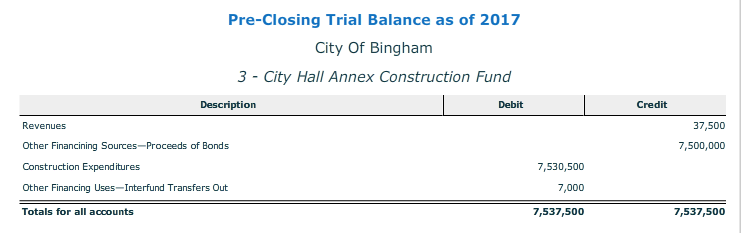 Pre-Closing Trial Balance as of 2017
City Of Bingham
3 - City Hall Annex Construction Fund
Description Debit Credit
Revenues 37,500
Other Financining Sources—Proceeds of Bonds 7,500,000
Construction Expenditures 7,530,500
Other Financing Uses—Interfund Transfers Out 7,000
Totals for all accounts 7,537,500 7,537,500